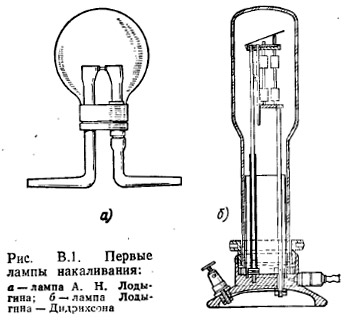 а)
б)
Рис. В.1. Первые
лампы накаливания:
а — лампа А. Н. Лоды-
гина; б — лампа Лоды-
гина — Дидрихсона